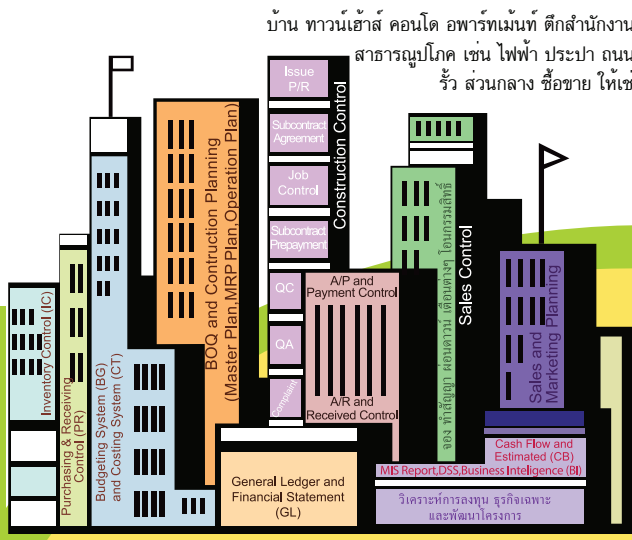 บ้าน ทาวน์เฮ้าส์ คอนโด อพาร์ทเม้นท์ ตึกสำนักงาน
สาธารณูปโภค เช่น ไฟฟ้า ประปา ถนน
รั้ว ส่วนกลาง ซื้อขาย ให้เช่
Inventory Control (IC)
Purchasing & Receiving
Control (PR)
Budgeting System (BG)
and Costing System (CT)
BOQ and Contruction Planning
(Master Plan,MRP Plan,Operation Plan)
Issue
P/R
Subcontract
Agreement
Job
Control
Subcontract
Prepayment
QC
QA
Complaint
Construction Control
A/P and
Payment Control
A/R and
Received Control
จอง ทำสัญญา ผ่อนดาวน์ เตือนต่างๆ โอนกรรมสิทธิ์
Sales Control
Sales and
Marketing Planning
General Ledger and
Financial Statement
(GL)
Cash Flow and
Estimated (CB)
MIS Report,DSS,Business Inteligence (BI)
วิเคราะห์การลงทุน ธุรกิจเฉพาะ
และพัฒนาโครงการ